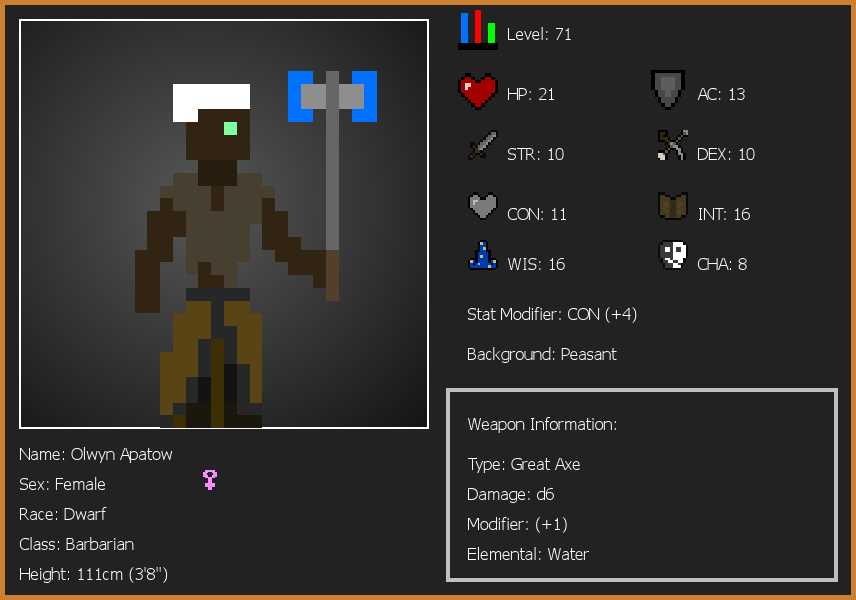 Level: 71
HP: 21
AC: 13
STR: 10
DEX: 10
CON: 11
INT: 16
WIS: 16
CHA: 8
Stat Modifier: CON (+4)
Background: Peasant
Weapon Information:
Type: Great Axe
Damage: d6
Modifier: (+1)
Elemental: Water
Name: Olwyn Apatow
Sex: Female
Race: Dwarf
Class: Barbarian
Height: 111cm (3'8")